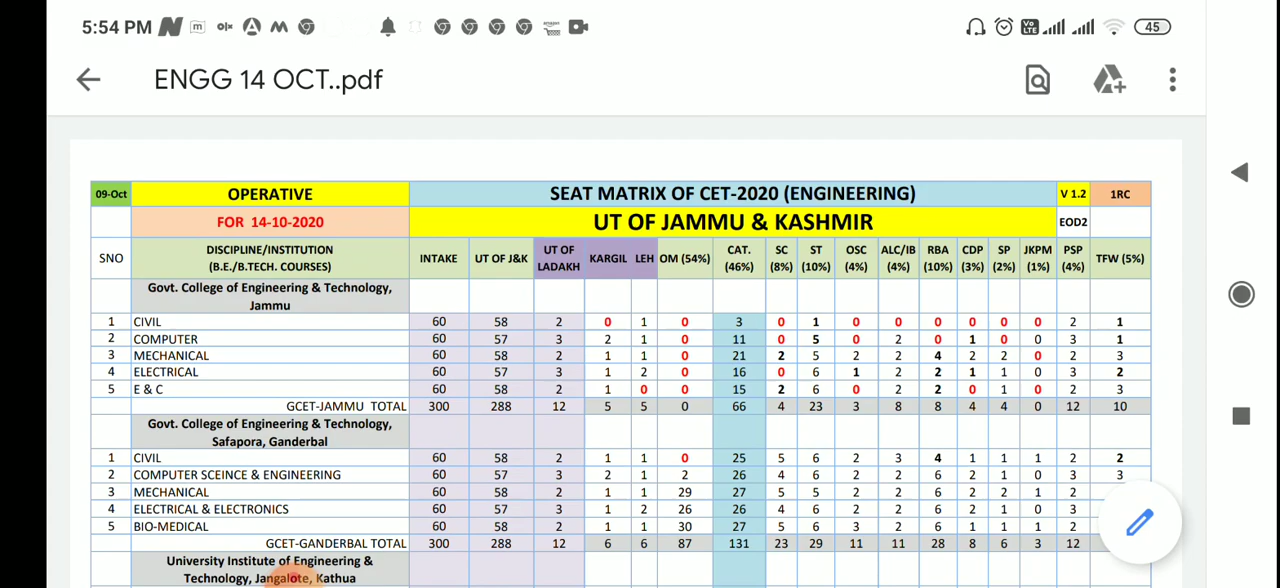 5:54 PM
45
ENGG 14 OCT..pdf
09-Oct OPERATIVE SEAT MATRIX OF CET-2020 (ENGINEERING) V 1.2 1RC
FOR 14-10-2020 UT OF JAMMU & KASHMIR EOD2
SNO DISCIPLINE/INSTITUTION (B.E./B.TECH. COURSES) INTAKE UT OF J&K UT OF LADAKH KARGIL LEH OM (54%) CAT. (46%) SC (8%) ST (10%) OSC (4%) ALC/IB (4%) RBA (10%) CDP (3%) SP (2%) JKPM (1%) PSP (4%) TFW (5%)
Govt. College of Engineering & Technology,
Jammu
1 CIVIL 60 58 2 0 1 0 3 0 1 0 0 0 0 0 0 2 1
2 COMPUTER 60 57 3 2 1 0 11 0 5 0 2 0 1 0 0 3 1
3 MECHANICAL 60 58 2 1 1 0 21 2 5 2 2 4 2 2 0 2 3
4 ELECTRICAL 60 57 3 1 2 0 16 0 6 1 2 2 1 1 0 3 2
5 E & C 60 58 2 1 0 0 15 2 6 0 2 2 0 1 0 2 3
GCET-JAMMU TOTAL 300 288 12 5 5 0 66 4 23 3 8 8 4 4 0 12 10
Govt. College of Engineering & Technology,
Safapora, Ganderbal
1 CIVIL 60 58 2 1 1 0 25 5 6 2 3 4 1 1 1 2 2
2 COMPUTER SCEINCE & ENGINEERING 60 57 3 2 1 2 26 4 6 2 2 6 2 1 0 3 3
3 MECHANICAL 60 58 2 1 1 29 27 5 5 2 2 6 2 2 1 2
4 ELECTRICAL & ELECTRONICS 60 57 3 1 2 26 26 4 6 2 2 6 2 1 0 3
5 BIO-MEDICAL 60 58 2 1 1 30 27 5 6 3 2 6 1 1 1 2
GCET-GANDERBAL TOTAL 300 288 12 6 6 87 131 23 29 11 11 28 8 6 3 12
University Institute of Engineering &
Technology, Janglote, Kathua